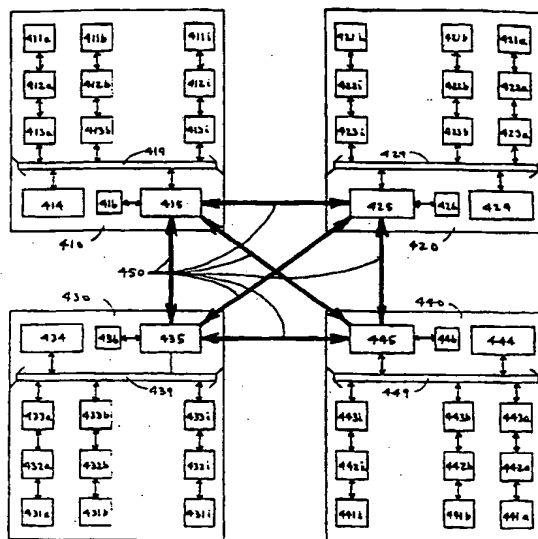 411a 411b 411i 421i 421b 421a
412a 412b 412i 422i 422b 422a
413a 413b 413i 423i 423b 423a
419 429
414 416 415 425 426 424
410 420
450
430 440
434 436 435 445 446 444
439 449
433a 433b 433i 443i 443b 443a
432a 432b 432i 442i 442b 442a
431a 431b 431i 441i 441b 441a